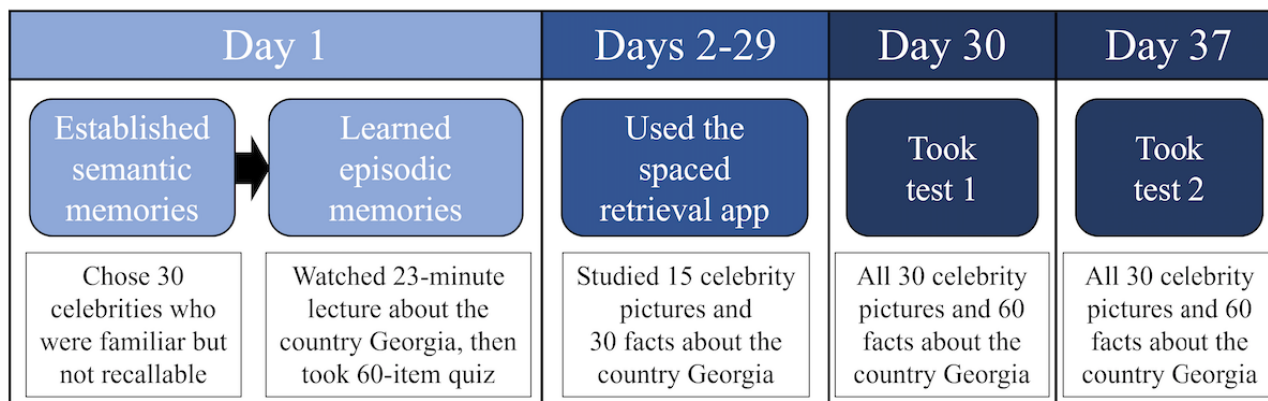 Day 1
Days 2-29
Day 30
Day 37
Established
semantic
memories
Learned
episodic
memories
Used the
spaced
retrieval app
Took
test 1
Took
test 2
Chose 30
celebrities who
were familiar but
not recallable
Watched 23-minute
lecture about the
country Georgia, then
took 60-item quiz
Studied 15 celebrity
pictures and
30 facts about the
country Georgia
All 30 celebrity
pictures and 60
facts about the
country Georgia
All 30 celebrity
pictures and 60
facts about the
country Georgia